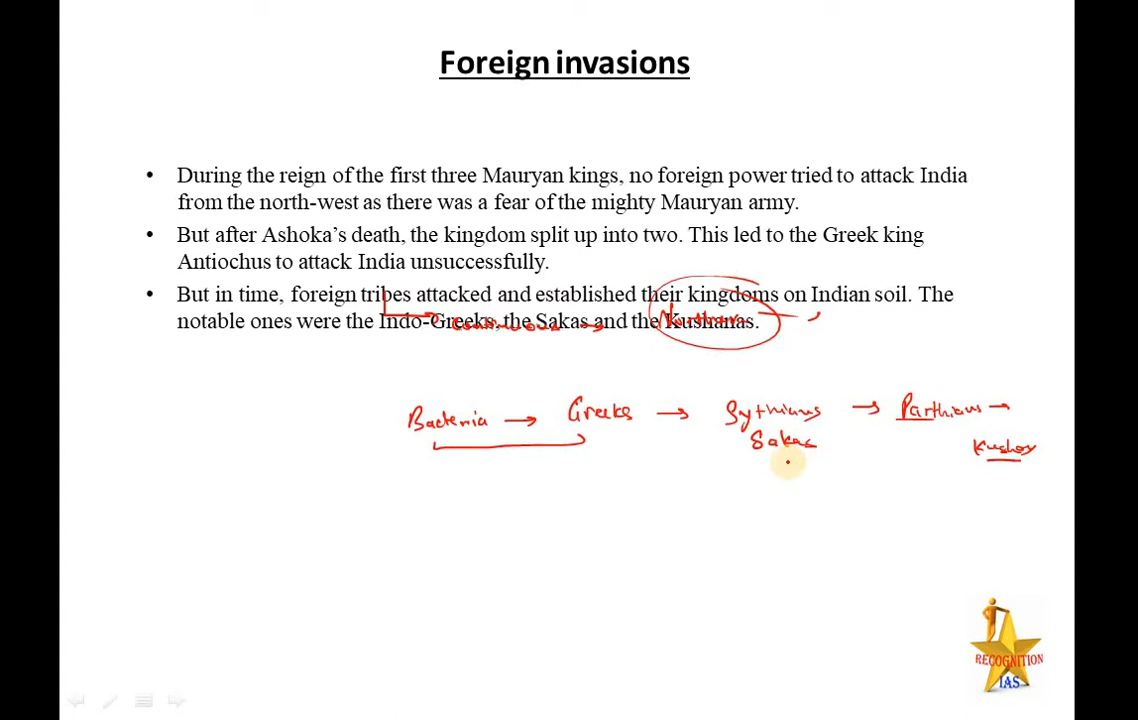 Foreign invasions
• During the reign of the first three Mauryan kings, no foreign power tried to attack India
from the north-west as there was a fear of the mighty Mauryan army.
• But after Ashoka's death, the kingdom split up into two. This led to the Greek king
Antiochus to attack India unsuccessfully.
• But in time, foreign tribes attacked and established their kingdoms on Indian soil. The
notable ones were the Indo-Greeks, the Sakas and the Kushanas.
Bacteria → Greeks → Sythians → Parthians →
Sakas
RECOGNITION
IAS